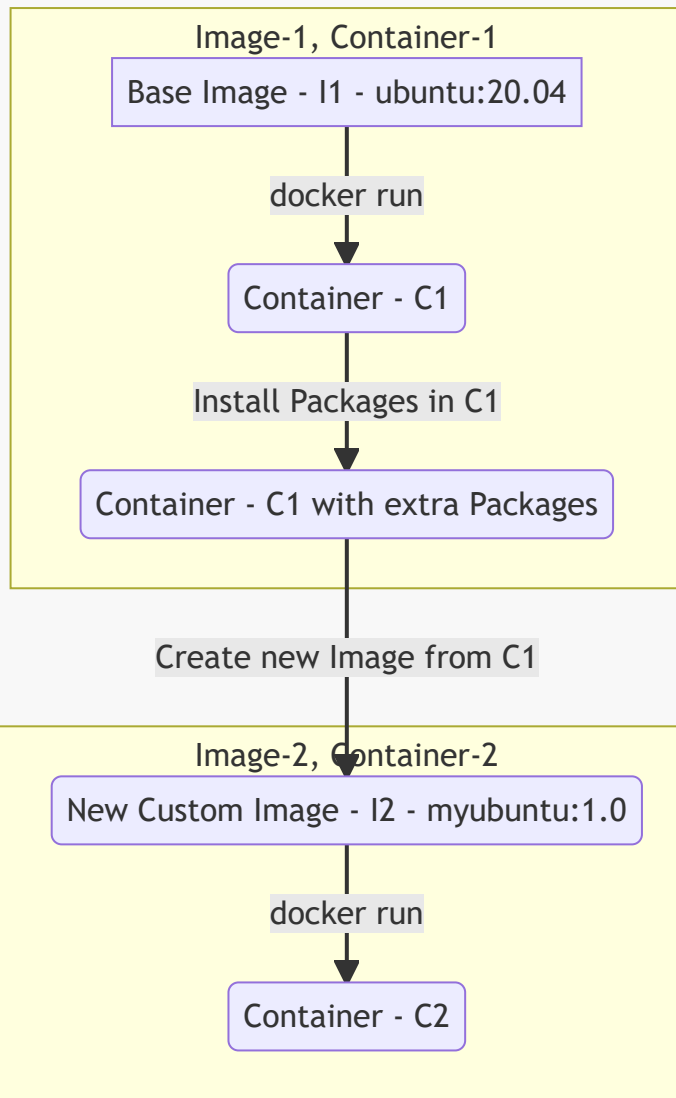 Image-1, Container-1
Base Image - I1 - ubuntu:20.04
docker run
Container - C1
Install Packages in C1
Container - C1 with extra Packages
Create new Image from C1
Image-2, Container-2
New Custom Image - I2 - myubuntu:1.0
docker run
Container - C2